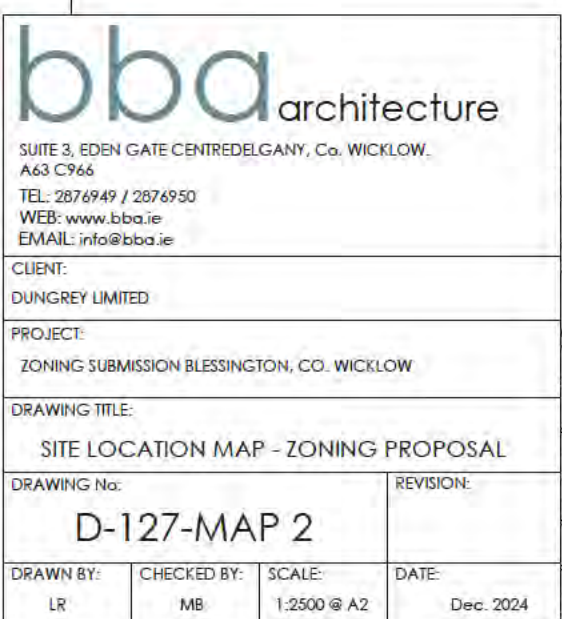 bba architecture
SUITE 3, EDEN GATE CENTREDELGANY, Co. WICKLOW.
A63 C966
TEL: 2876949 / 2876950
WEB: www.bba.ie
EMAIL: info@bba.ie
CLIENT:
DUNGREY LIMITED
PROJECT:
ZONING SUBMISSION BLESSINGTON, CO. WICKLOW
DRAWING TITLE:
SITE LOCATION MAP - ZONING PROPOSAL
DRAWING No: REVISION:
D-127-MAP 2
DRAWN BY: CHECKED BY: SCALE: DATE:
LR MB 1:2500 @ A2 Dec. 2024